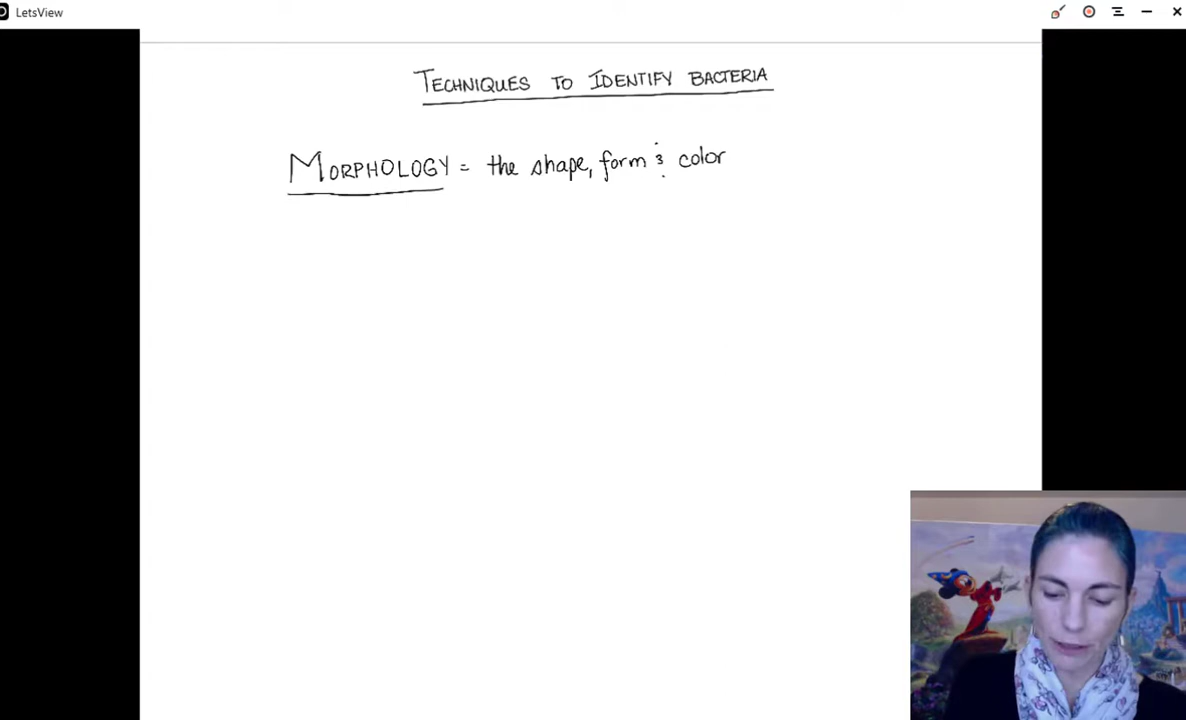 LetsView
TECHNIQUES TO IDENTIFY BACTERIA
MORPHOLOGY = the shape, form & color